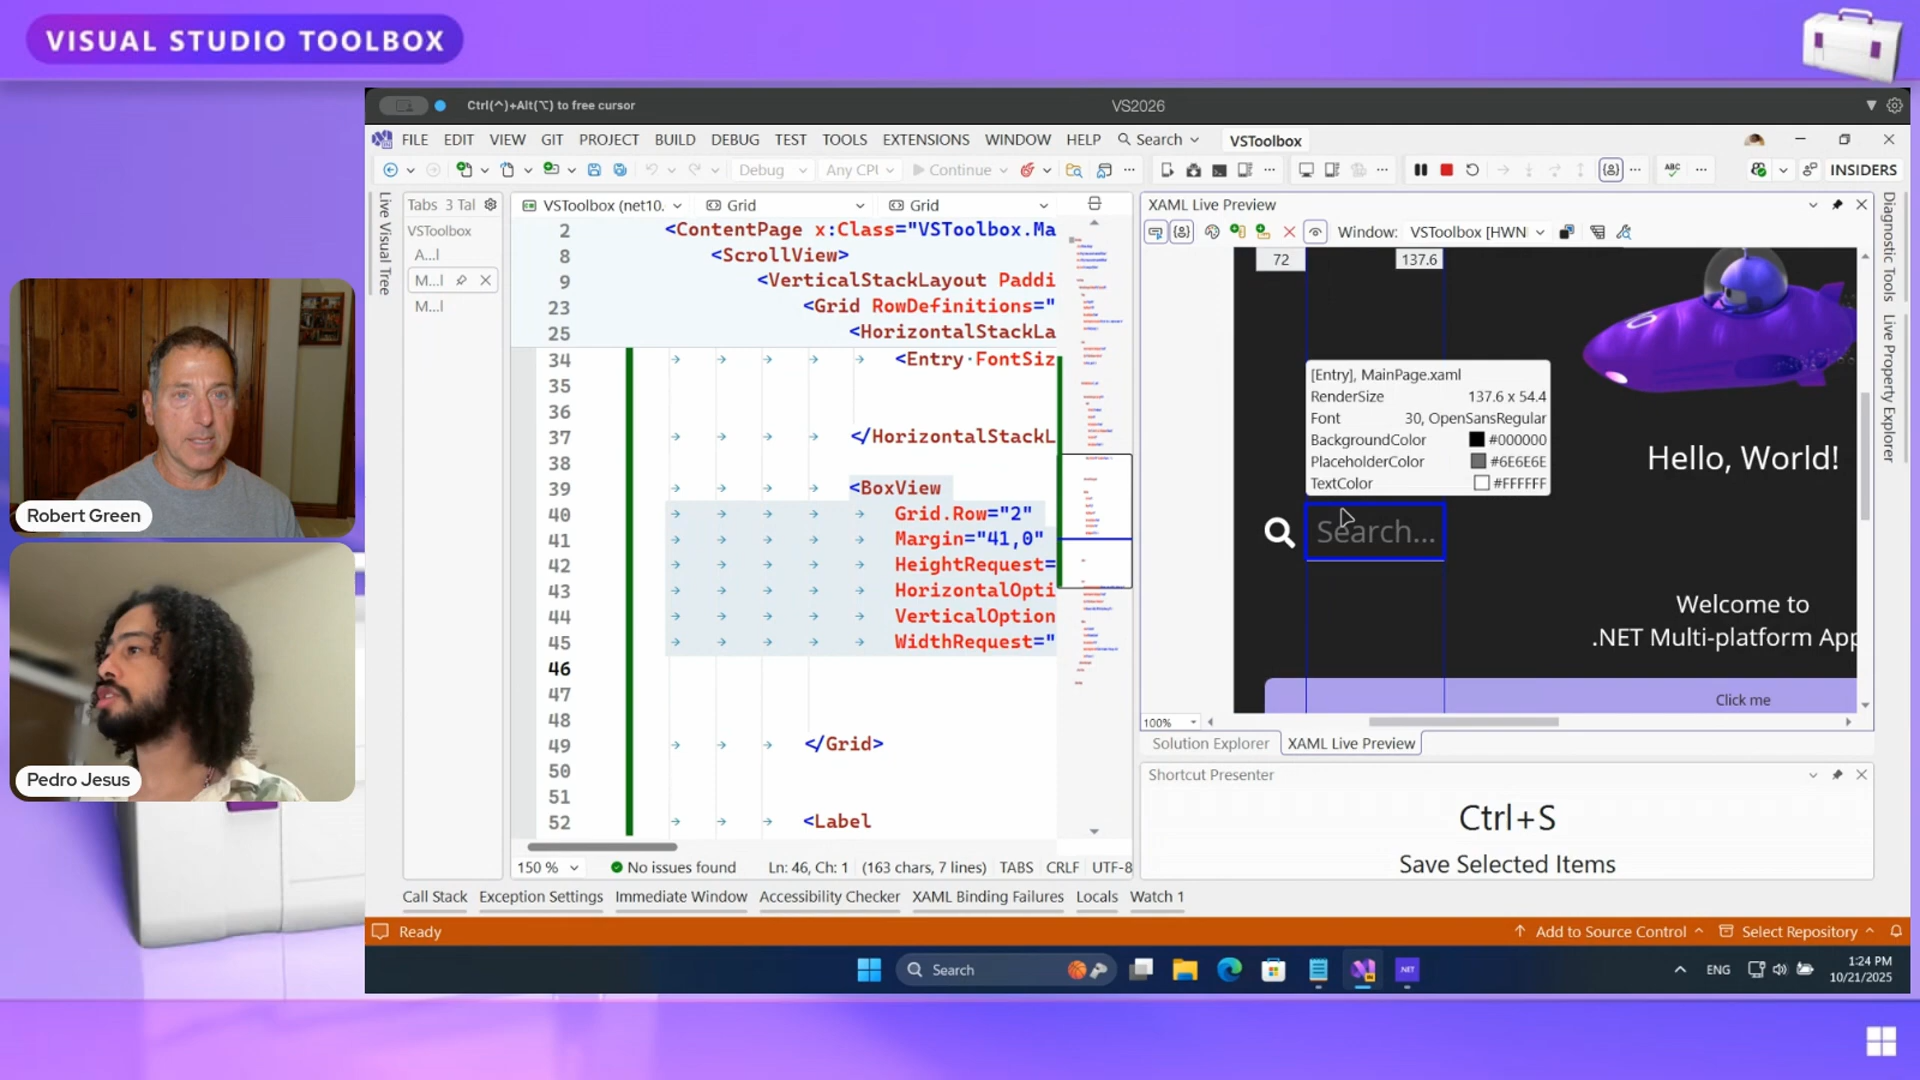 VISUAL STUDIO TOOLBOX
Ctrl(^)+Alt(⌥) to free cursor
VS2026
FILE EDIT VIEW GIT PROJECT BUILD DEBUG TEST TOOLS EXTENSIONS WINDOW HELP Search VSToolbox
Debug Any CPU Continue INSIDERS
Live Visual Tree
Tabs 3 Tal
VSToolbox
A...l
M...l
M...l
VSToolbox (net10. Grid Grid
2 <ContentPage x:Class="VSToolbox.Ma
8 <ScrollView>
9 <VerticalStackLayout Paddi
23 <Grid RowDefinitions="
25 <HorizontalStackLa
34 <Entry·FontSiz
35
36
37 </HorizontalStackL
38
39 <BoxView
40 Grid.Row="2"
41 Margin="41,0"
42 HeightRequest=
43 HorizontalOpti
44 VerticalOption
45 WidthRequest="
46
47
48
49 </Grid>
50
51
52 <Label
150 % No issues found Ln: 46, Ch: 1 (163 chars, 7 lines) TABS CRLF UTF-8
XAML Live Preview
Window: VSToolbox [HWN
72 137.6
[Entry], MainPage.xaml
RenderSize 137.6 x 54.4
Font 30, OpenSansRegular
BackgroundColor #000000
PlaceholderColor #6E6E6E
TextColor #FFFFFF
Search...
Hello, World!
Welcome to
.NET Multi-platform App
Click me
100%
Solution Explorer XAML Live Preview
Shortcut Presenter
Ctrl+S
Save Selected Items
Diagnostic Tools
Live Property Explorer
Call Stack Exception Settings Immediate Window Accessibility Checker XAML Binding Failures Locals Watch 1
Ready Add to Source Control Select Repository
Search
.NET
ENG
1:24 PM
10/21/2025
Robert Green
Pedro Jesus